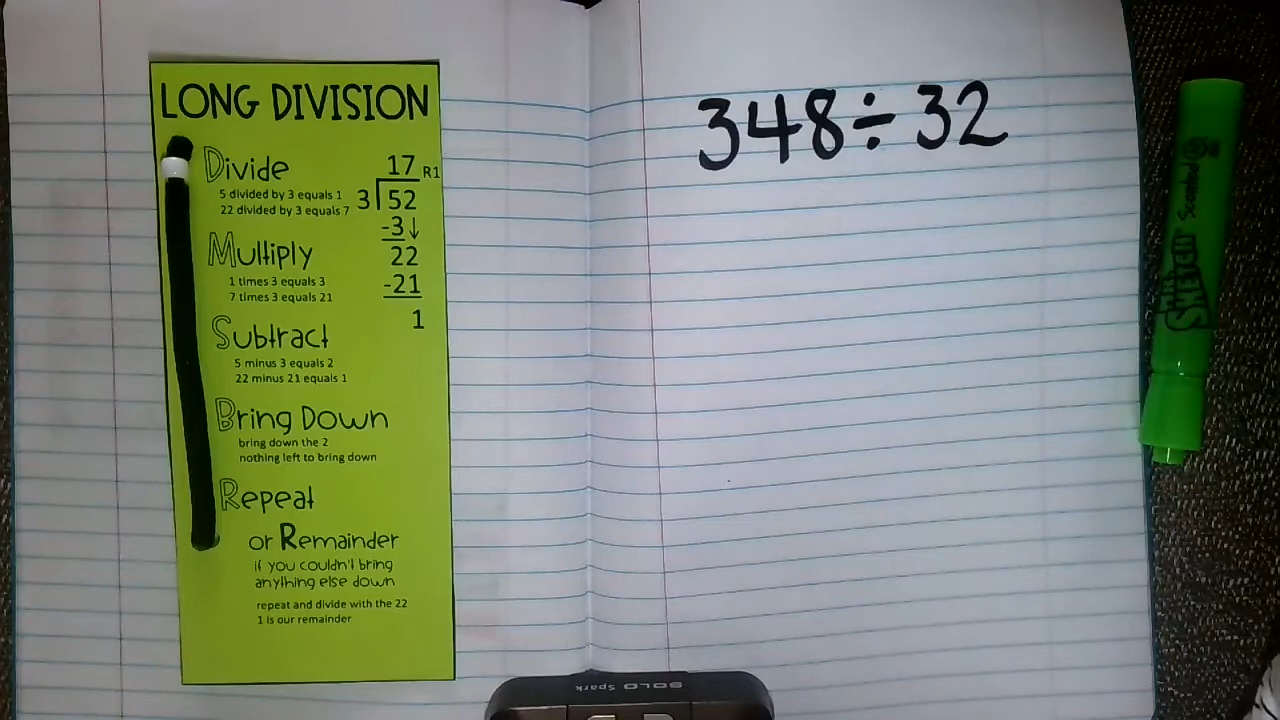 LONG DIVISION
Divide
5 divided by 3 equals 1
22 divided by 3 equals 7
17 R1
3 52
-3↓
22
-21
1
Multiply
1 times 3 equals 3
7 times 3 equals 21
Subtract
5 minus 3 equals 2
22 minus 21 equals 1
Bring Down
bring down the 2
nothing left to bring down
Repeat
or Remainder
if you couldn't bring
anything else down
repeat and divide with the 22
1 is our remainder
348÷32
MR. SKETCH Scented
SOLO Spark